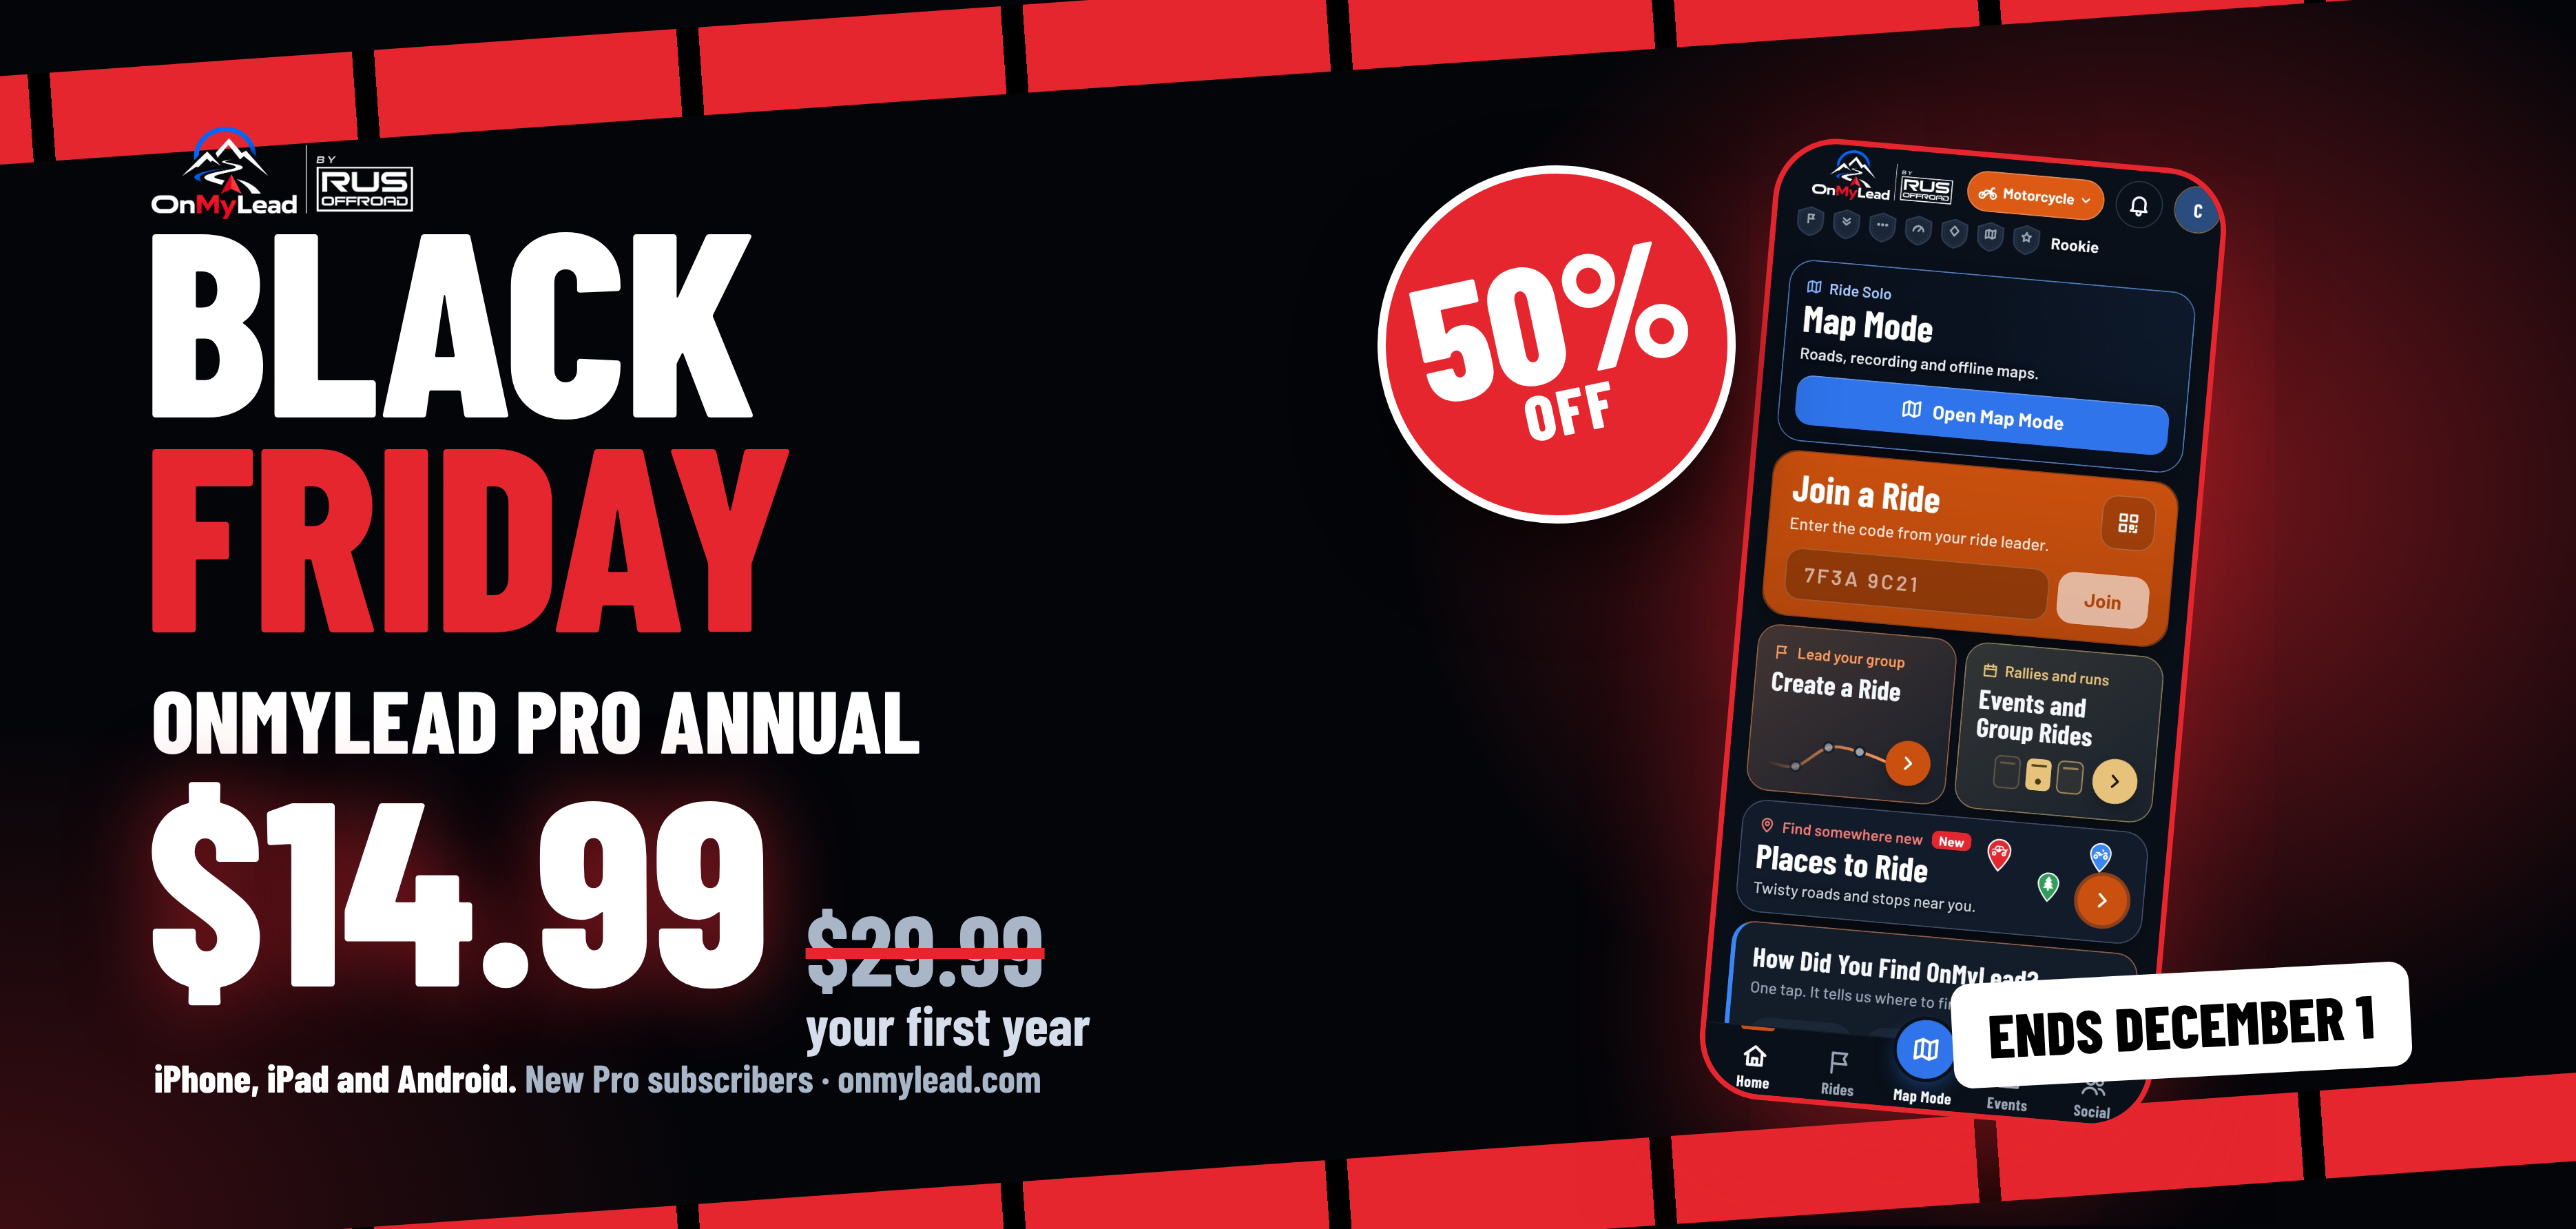 OnMyLead
BY
RUS
OFFROAD
BLACK
FRIDAY
ONMYLEAD PRO ANNUAL
$14.99
$29.99
your first year
iPhone, iPad and Android. New Pro subscribers · onmylead.com
50%
OFF
OnMyLead
BY
RUS
OFFROAD
Motorcycle
C
Rookie
Ride Solo
Map Mode
Roads, recording and offline maps.
Open Map Mode
Join a Ride
Enter the code from your ride leader.
7F3A 9C21
Join
Lead your group
Create a Ride
Rallies and runs
Events and
Group Rides
Find somewhere new
New
Places to Ride
Twisty roads and stops near you.
How Did You Find OnMyLead?
One tap. It tells us where to
ENDS DECEMBER 1
Home
Rides
Map Mode
Events
Social